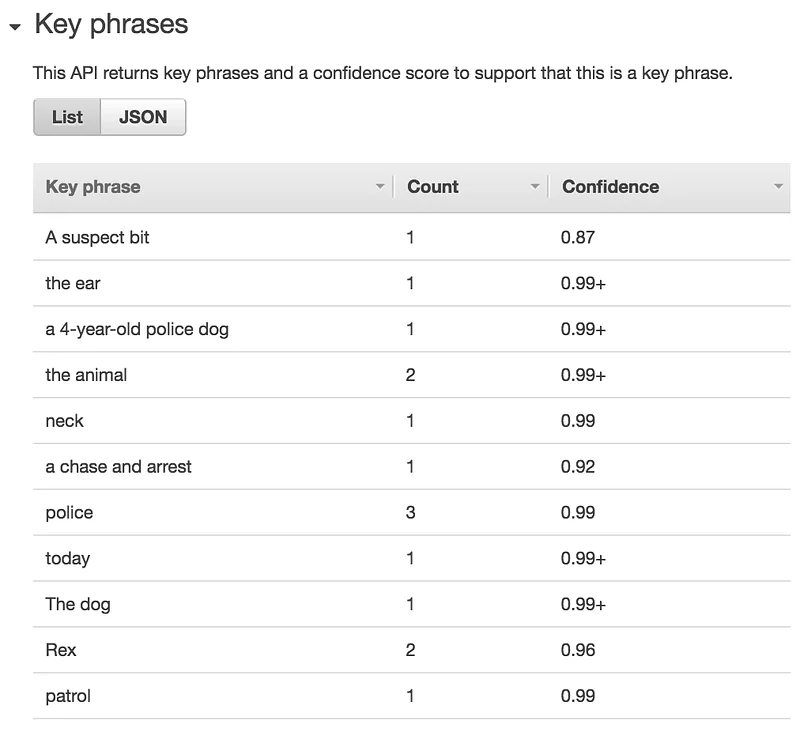 Key phrases
This API returns key phrases and a confidence score to support that this is a key phrase.
List JSON
Key phrase Count Confidence
A suspect bit 1 0.87
the ear 1 0.99+
a 4-year-old police dog 1 0.99+
the animal 2 0.99+
neck 1 0.99
a chase and arrest 1 0.92
police 3 0.99
today 1 0.99+
The dog 1 0.99+
Rex 2 0.96
patrol 1 0.99